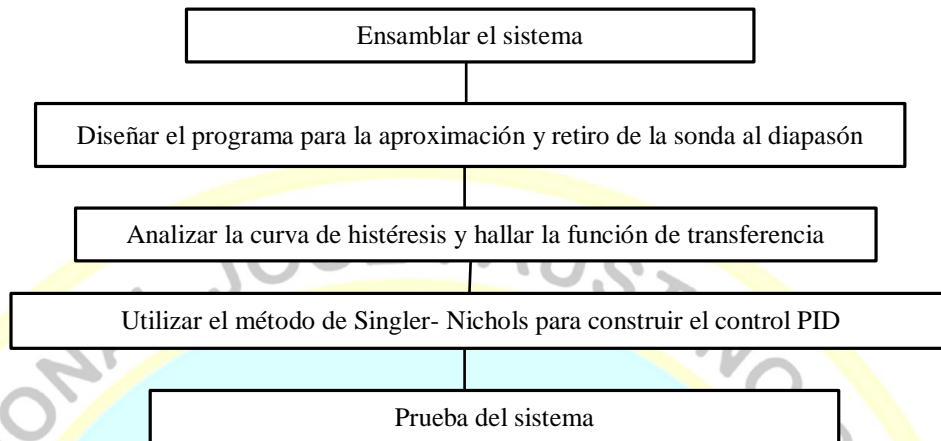 Ensamblar el sistema
Diseñar el programa para la aproximación y retiro de la sonda al diapasón
Analizar la curva de histéresis y hallar la función de transferencia
Utilizar el método de Singler- Nichols para construir el control PID
Prueba del sistema